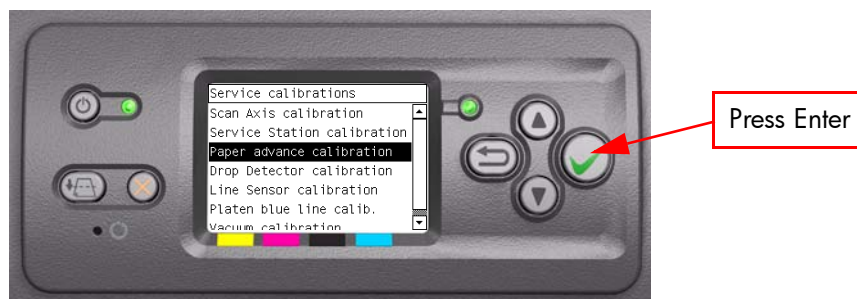 Service calibrations
Scan Axis calibration
Service Station calibration
Paper advance calibration
Drop Detector calibration
Line Sensor calibration
Platen blue line calib.
Vacuum calibration
Press Enter